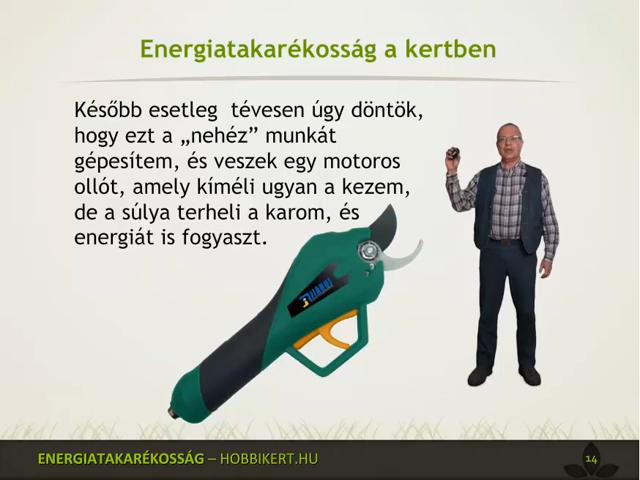 Energiatakarékosság a kertben
Később esetleg  tévesen úgy döntök,
hogy ezt a „nehéz” munkát
gépesítem, és veszek egy motoros
ollót, amely kíméli ugyan a kezem,
de a súlya terheli a karom, és
energiát is fogyaszt.
ENERGIATAKARÉKOSSÁG – HOBBIKERT.HU
14